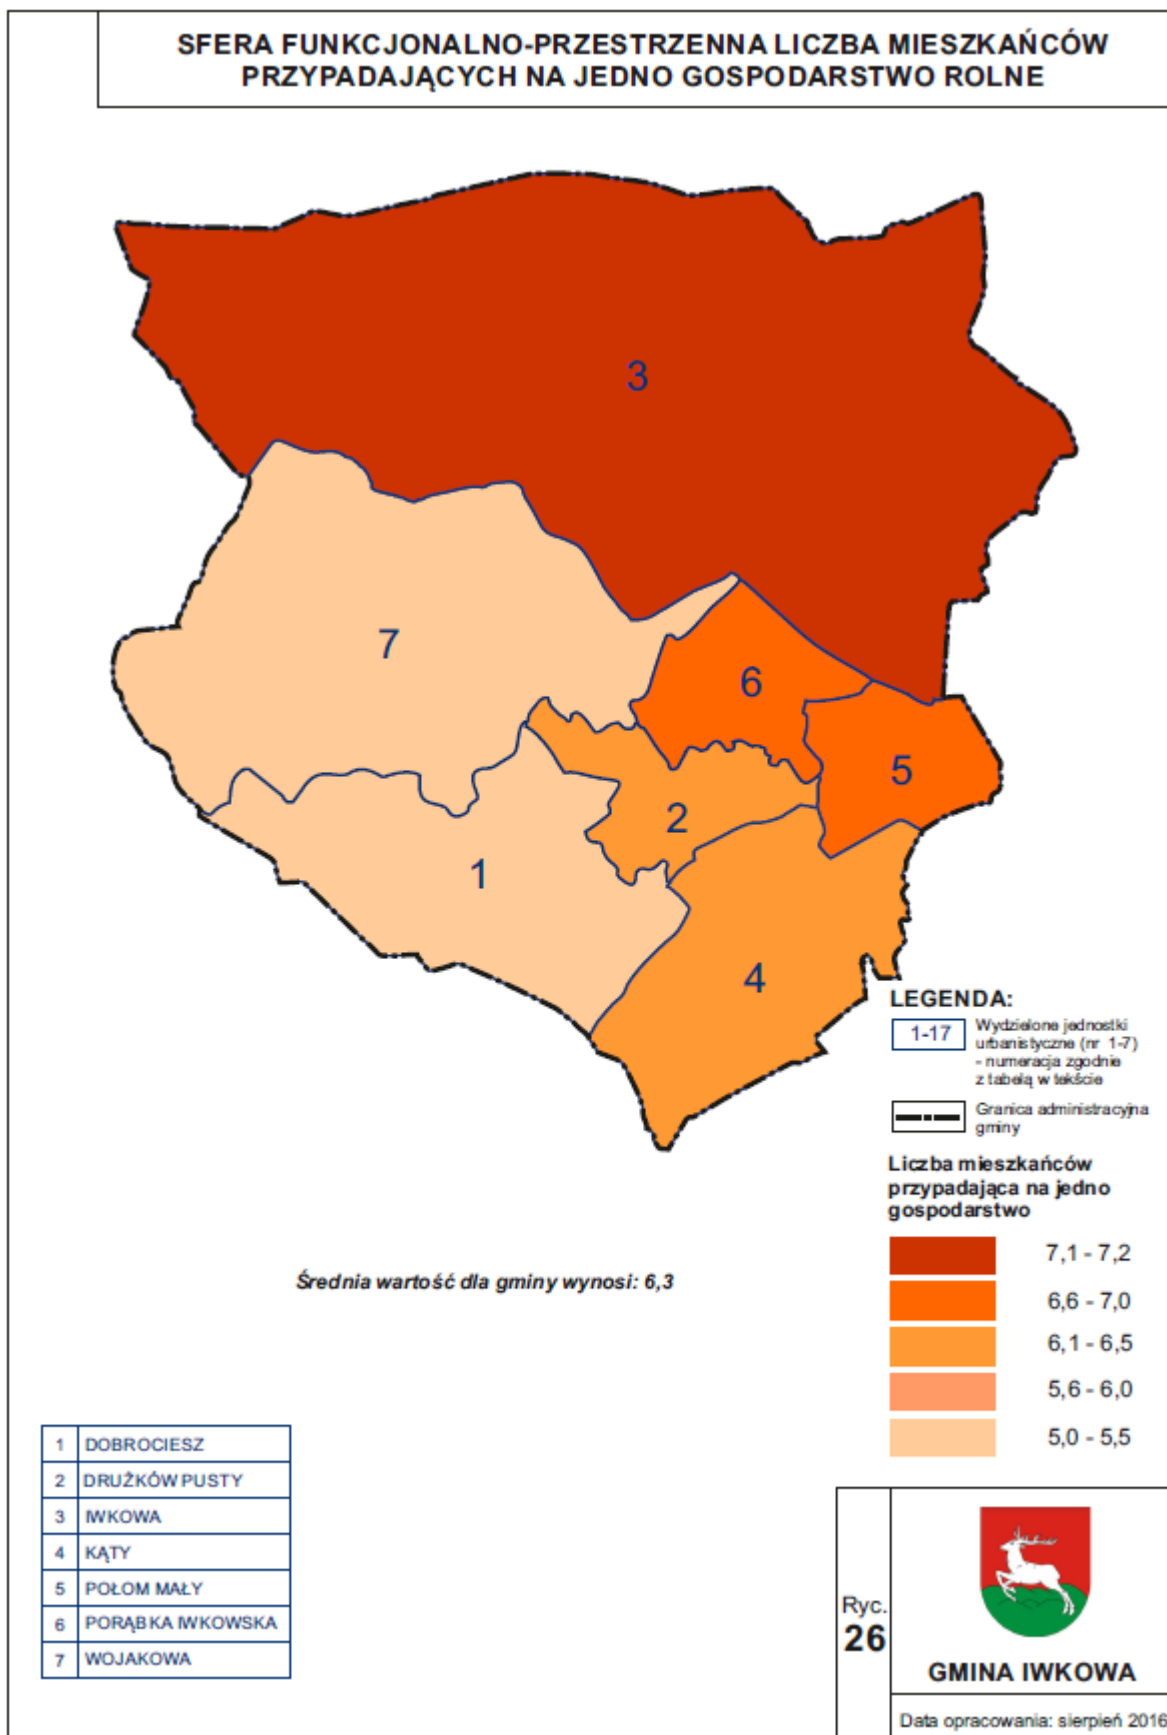 SFERA FUNKCJONALNO-PRZESTRZENNA LICZBA MIESZKAŃCÓW
PRZYPADAJĄCYCH NA JEDNO GOSPODARSTWO ROLNE
3
7
6
5
2
1
4
LEGENDA:
1-17
Wydzielone jednostki
urbanistyczne (nr 1-7)
- numeracja zgodnie
z tabelą w tekście
Granica administracyjna
gminy
Liczba mieszkańców
przypadająca na jedno
gospodarstwo
7,1 - 7,2
6,6 - 7,0
6,1 - 6,5
5,6 - 6,0
5,0 - 5,5
Średnia wartość dla gminy wynosi: 6,3
1 DOBROCIESZ
2 DRUŻKÓW PUSTY
3 IWKOWA
4 KĄTY
5 POŁOM MAŁY
6 PORĄBKA IWKOWSKA
7 WOJAKOWA
Ryc.
26
GMINA IWKOWA
Data opracowania: sierpień 2016